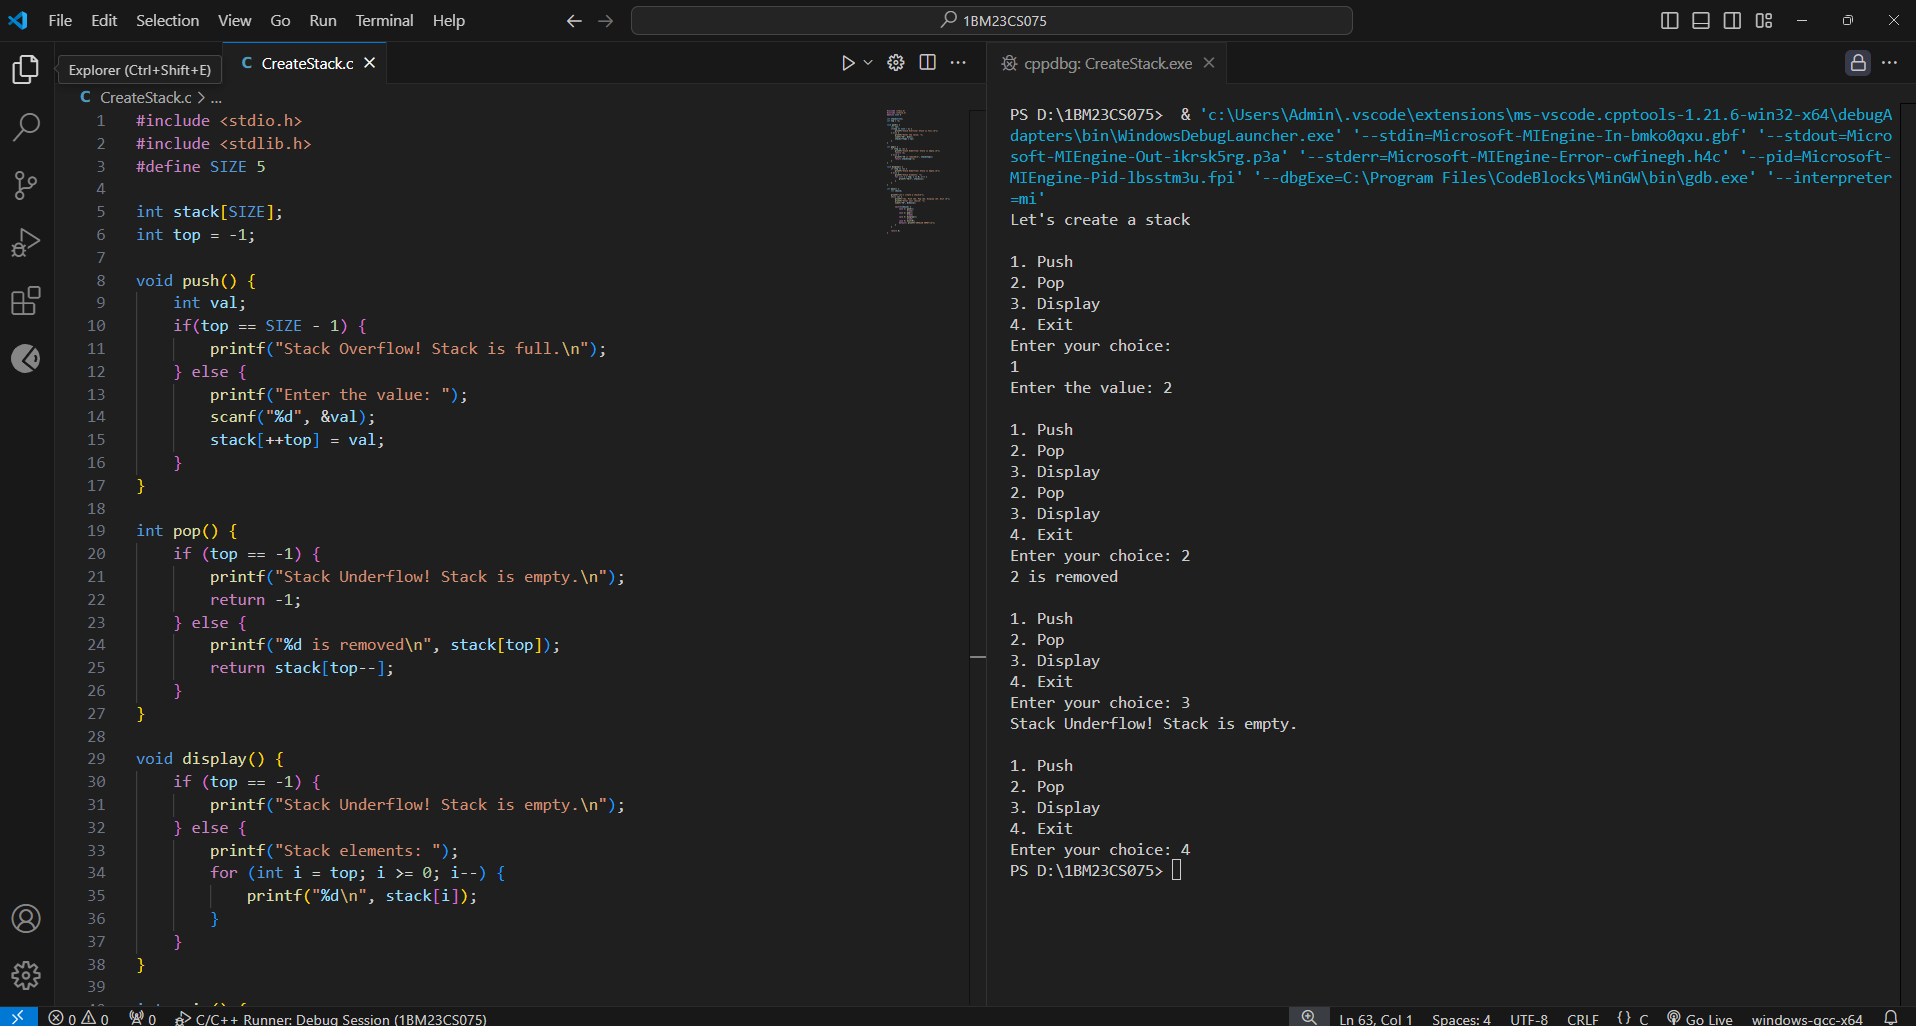 File Edit Selection View Go Run Terminal Help
1BM23CS075
Explorer (Ctrl+Shift+E)
C CreateStack.c
cppdbg: CreateStack.exe
C CreateStack.c > ...
1 #include <stdio.h>
2 #include <stdlib.h>
3 #define SIZE 5
4
5 int stack[SIZE];
6 int top = -1;
7
8 void push() {
9 int val;
10 if(top == SIZE - 1) {
11 printf("Stack Overflow! Stack is full.\n");
12 } else {
13 printf("Enter the value: ");
14 scanf("%d", &val);
15 stack[++top] = val;
16 }
17 }
18
19 int pop() {
20 if (top == -1) {
21 printf("Stack Underflow! Stack is empty.\n");
22 return -1;
23 } else {
24 printf("%d is removed\n", stack[top]);
25 return stack[top--];
26 }
27 }
28
29 void display() {
30 if (top == -1) {
31 printf("Stack Underflow! Stack is empty.\n");
32 } else {
33 printf("Stack elements: ");
34 for (int i = top; i >= 0; i--) {
35 printf("%d\n", stack[i]);
36 }
37 }
38 }
39
PS D:\1BM23CS075> & 'c:\Users\Admin\.vscode\extensions\ms-vscode.cpptools-1.21.6-win32-x64\debugA
dapters\bin\WindowsDebugLauncher.exe' '--stdin=Microsoft-MIEngine-In-bmko0qxu.gbf' '--stdout=Micro
soft-MIEngine-Out-ikrsk5rg.p3a' '--stderr=Microsoft-MIEngine-Error-cwfinegh.h4c' '--pid=Microsoft-
MIEngine-Pid-lbsstm3u.fpi' '--dbgExe=C:\Program Files\CodeBlocks\MinGW\bin\gdb.exe' '--interpreter
=mi'
Let's create a stack

1. Push
2. Pop
3. Display
4. Exit
Enter your choice:
1
Enter the value: 2

1. Push
2. Pop
3. Display
2. Pop
3. Display
4. Exit
Enter your choice: 2
2 is removed

1. Push
2. Pop
3. Display
4. Exit
Enter your choice: 3
Stack Underflow! Stack is empty.

1. Push
2. Pop
3. Display
4. Exit
Enter your choice: 4
PS D:\1BM23CS075>
0 0 0 C/C++ Runner: Debug Session (1BM23CS075) Ln 63, Col 1 Spaces: 4 UTF-8 CRLF {} C Go Live windows-gcc-x64